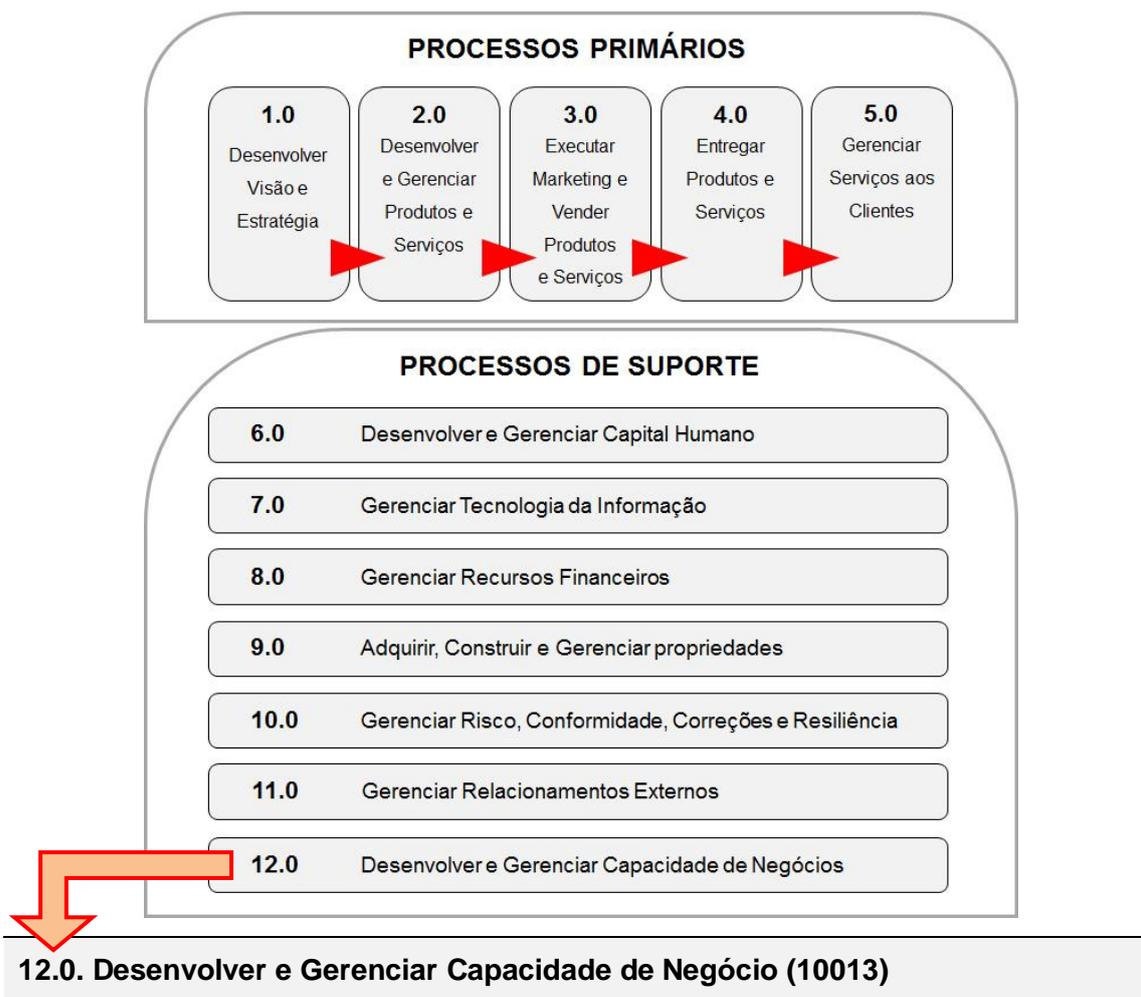 PROCESSOS PRIMÁRIOS
1.0
Desenvolver
Visão e
Estratégia
2.0
Desenvolver
e Gerenciar
Produtos e
Serviços
3.0
Executar
Marketing e
Vender
Produtos
e Serviços
4.0
Entregar
Produtos e
Serviços
5.0
Gerenciar
Serviços aos
Clientes
PROCESSOS DE SUPORTE
6.0 Desenvolver e Gerenciar Capital Humano
7.0 Gerenciar Tecnologia da Informação
8.0 Gerenciar Recursos Financeiros
9.0 Adquirir, Construir e Gerenciar propriedades
10.0 Gerenciar Risco, Conformidade, Correções e Resiliência
11.0 Gerenciar Relacionamentos Externos
12.0 Desenvolver e Gerenciar Capacidade de Negócios
12.0. Desenvolver e Gerenciar Capacidade de Negócio (10013)